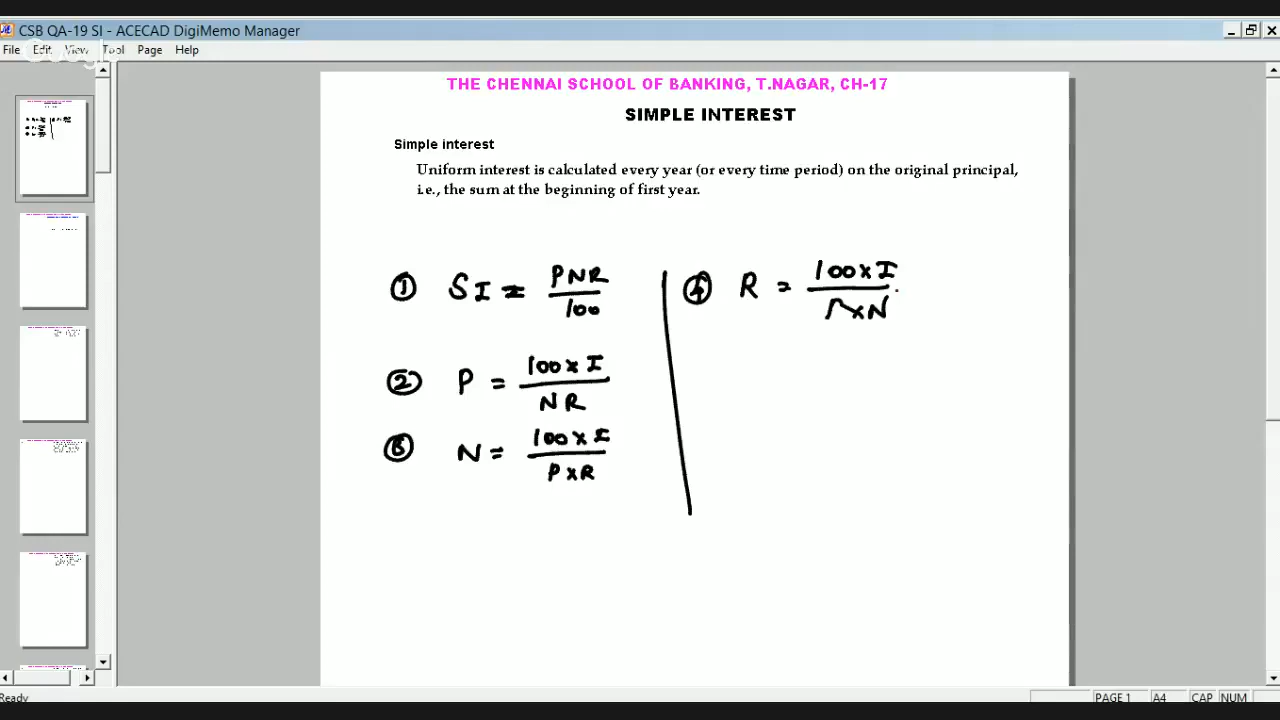 CSB QA-19 SI - ACECAD DigiMemo Manager
File Edit View Tool Page Help
Google
THE CHENNAI SCHOOL OF BANKING, T.NAGAR, CH-17
SIMPLE INTEREST
Simple interest
Uniform interest is calculated every year (or every time period) on the original principal,
i.e., the sum at the beginning of first year.
① SI = PNR / 100
② P = 100 x I / NR
③ N = 100 x I / P x R
④ R = 100 x I / P x N
Ready PAGE 1 A4 CAP NUM